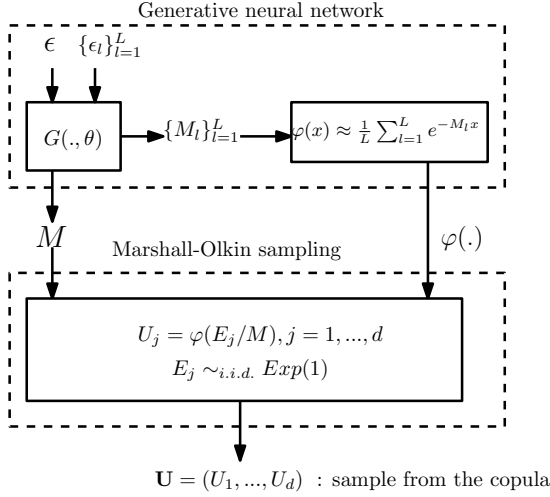 Generative neural network
ϵ {ϵ_l}_{l=1}^L
G(.,θ) {M_l}_{l=1}^L φ(x) ≈ 1/L ∑_{l=1}^L e^{−M_l x}
M φ(.)
Marshall-Olkin sampling
U_j = φ(E_j/M), j = 1, ..., d
E_j ∼_{i.i.d.} Exp(1)
U = (U_1, ..., U_d) : sample from the copula